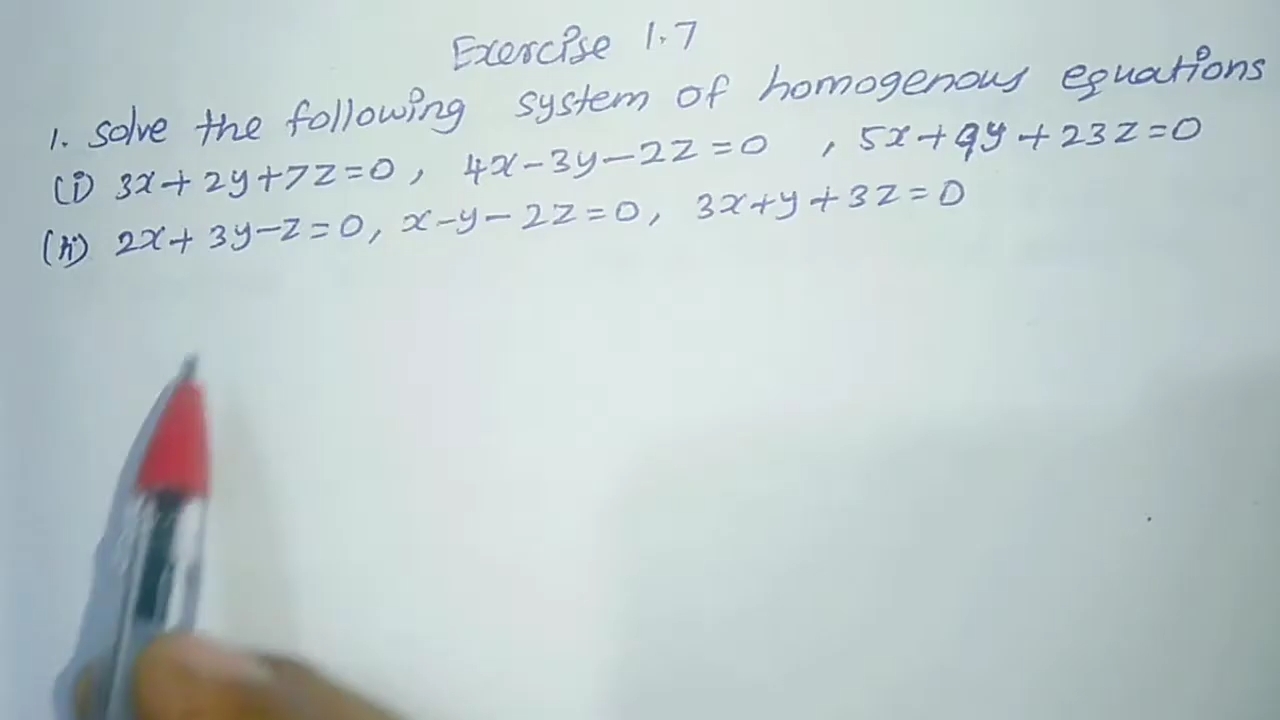 Exercise 1.7
1. Solve the following system of homogenous equations
(i) 3x+2y+7z=0, 4x-3y-2z=0, 5x+9y+23z=0
(ii) 2x+3y-z=0, x-y-2z=0, 3x+y+3z=0